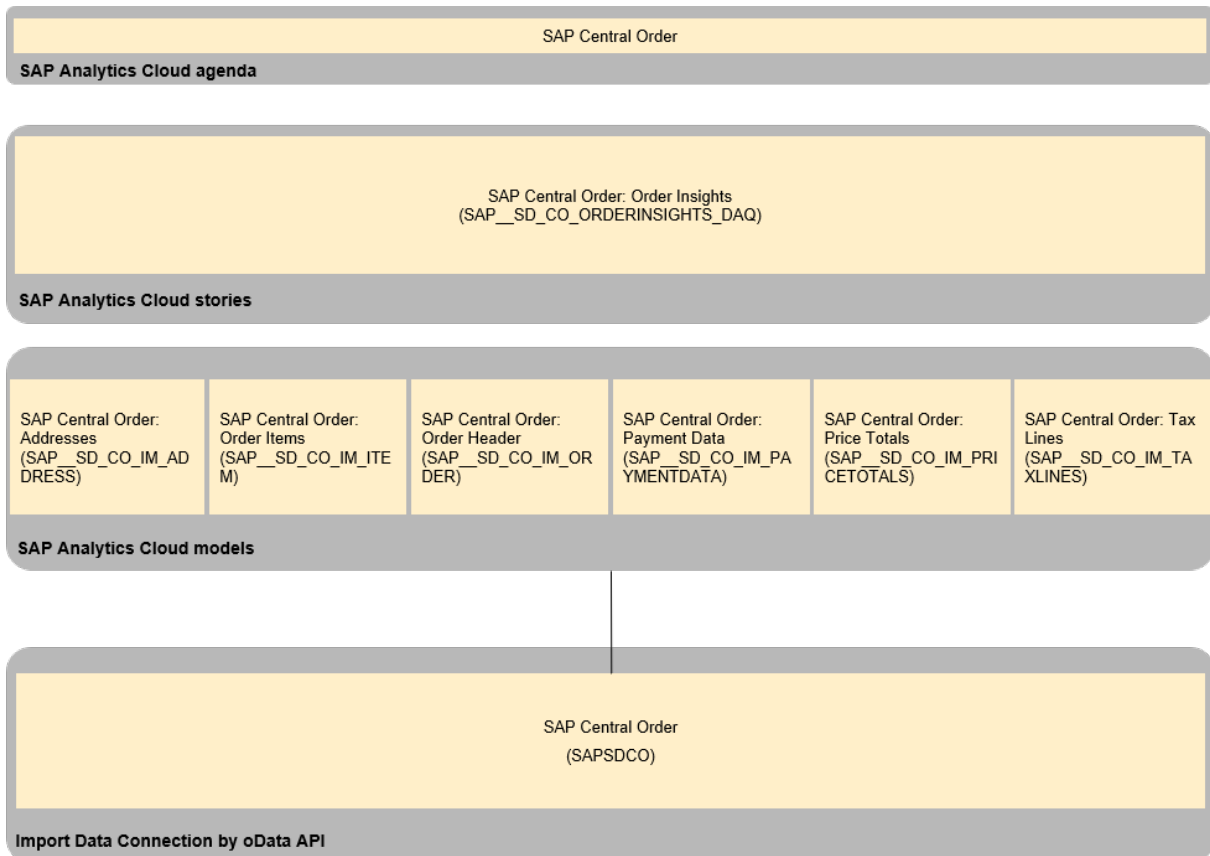 SAP Central Order
SAP Analytics Cloud agenda
SAP Central Order: Order Insights
(SAP__SD_CO_ORDERINSIGHTS_DAQ)
SAP Analytics Cloud stories
SAP Central Order:
Addresses
(SAP__SD_CO_IM_AD
DRESS)
SAP Central Order:
Order Items
(SAP__SD_CO_IM_ITE
M)
SAP Central Order:
Order Header
(SAP__SD_CO_IM_OR
DER)
SAP Central Order:
Payment Data
(SAP__SD_CO_IM_PA
YMENTDATA)
SAP Central Order:
Price Totals
(SAP__SD_CO_IM_PRI
CETOTALS)
SAP Central Order: Tax
Lines
(SAP__SD_CO_IM_TA
XLINES)
SAP Analytics Cloud models
SAP Central Order
(SAPSDCO)
Import Data Connection by oData API